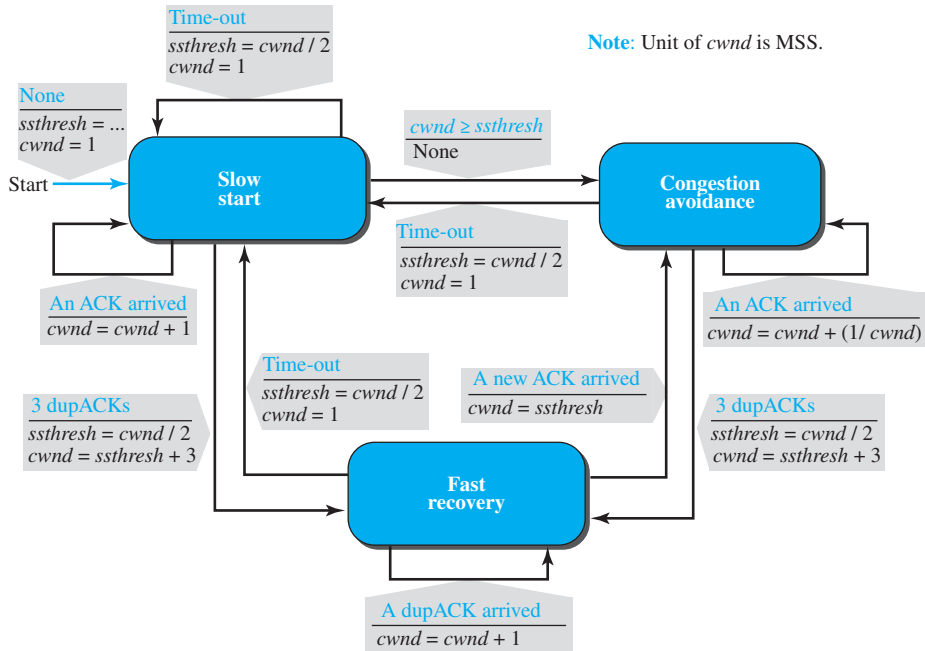 Time-out
ssthresh = cwnd / 2
cwnd = 1
Note: Unit of cwnd is MSS.
None
ssthresh = ...
cwnd = 1
cwnd ≥ ssthresh
None
Start
Slow
start
Congestion
avoidance
Time-out
ssthresh = cwnd / 2
cwnd = 1
An ACK arrived
cwnd = cwnd + 1
An ACK arrived
cwnd = cwnd + (1/ cwnd)
Time-out
ssthresh = cwnd / 2
cwnd = 1
A new ACK arrived
cwnd = ssthresh
3 dupACKs
ssthresh = cwnd / 2
cwnd = ssthresh + 3
3 dupACKs
ssthresh = cwnd / 2
cwnd = ssthresh + 3
Fast
recovery
A dupACK arrived
cwnd = cwnd + 1